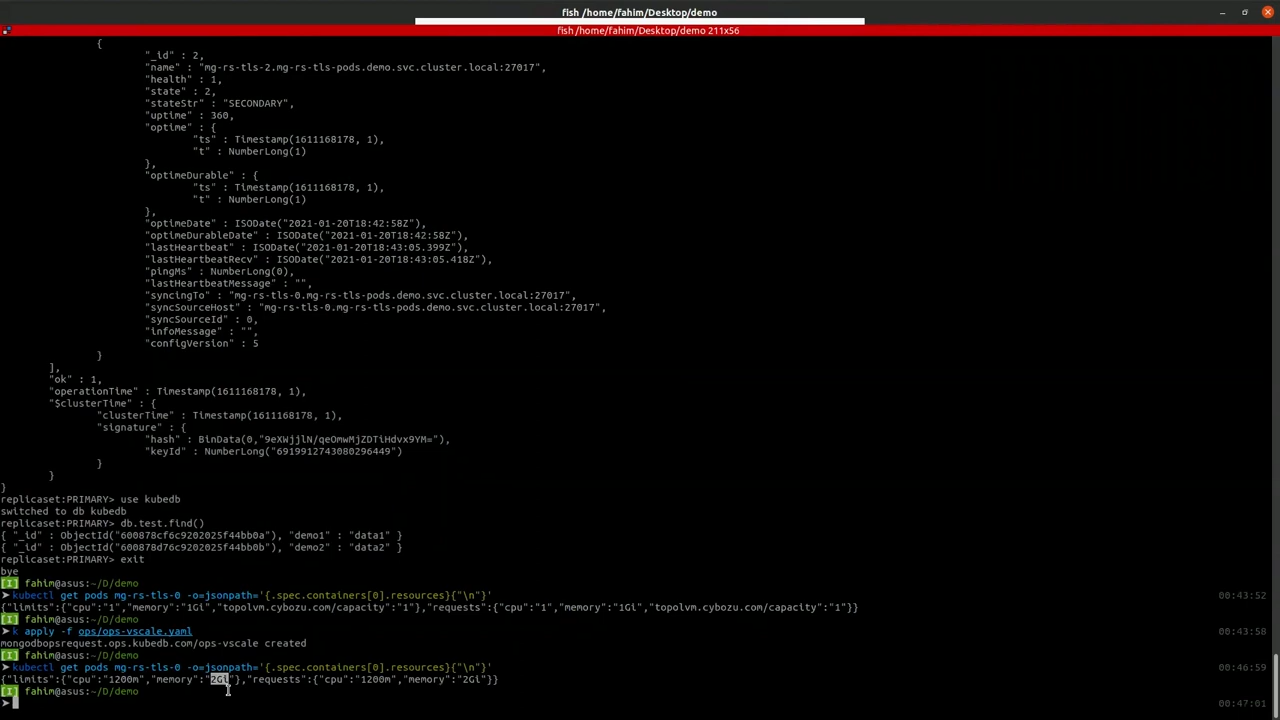 fish /home/fahim/Desktop/demo
fish /home/fahim/Desktop/demo 211x56
{
"_id" : 2,
"name" : "mg-rs-tls-2.mg-rs-tls-pods.demo.svc.cluster.local:27017",
"health" : 1,
"state" : 2,
"stateStr" : "SECONDARY",
"uptime" : 360,
"optime" : {
"ts" : Timestamp(1611168178, 1),
"t" : NumberLong(1)
},
"optimeDurable" : {
"ts" : Timestamp(1611168178, 1),
"t" : NumberLong(1)
},
"optimeDate" : ISODate("2021-01-20T18:42:58Z"),
"optimeDurableDate" : ISODate("2021-01-20T18:42:58Z"),
"lastHeartbeat" : ISODate("2021-01-20T18:43:05.399Z"),
"lastHeartbeatRecv" : ISODate("2021-01-20T18:43:05.418Z"),
"pingMs" : NumberLong(0),
"lastHeartbeatMessage" : "",
"syncingTo" : "mg-rs-tls-0.mg-rs-tls-pods.demo.svc.cluster.local:27017",
"syncSourceHost" : "mg-rs-tls-0.mg-rs-tls-pods.demo.svc.cluster.local:27017",
"syncSourceId" : 0,
"infoMessage" : "",
"configVersion" : 5
}
],
"ok" : 1,
"operationTime" : Timestamp(1611168178, 1),
"$clusterTime" : {
"clusterTime" : Timestamp(1611168178, 1),
"signature" : {
"hash" : BinData(0,"9eXWjjlN/qeOmwMjZDTiHdvx9YM="),
"keyId" : NumberLong("6919912743080296449")
}
}
}
replicaset:PRIMARY> use kubedb
switched to db kubedb
replicaset:PRIMARY> db.test.find()
{ "_id" : ObjectId("600878cf6c9202025f44bb0a"), "demo1" : "data1" }
{ "_id" : ObjectId("600878d76c9202025f44bb0b"), "demo2" : "data2" }
replicaset:PRIMARY> exit
bye
[I] fahim@asus:~/D/demo
➤ kubectl get pods mg-rs-tls-0 -o=jsonpath='{.spec.containers[0].resources}{"\n"}' 00:43:52
{"limits":{"cpu":"1","memory":"1Gi","topolvm.cybozu.com/capacity":"1"},"requests":{"cpu":"1","memory":"1Gi","topolvm.cybozu.com/capacity":"1"}}
[I] fahim@asus:~/D/demo
➤ k apply -f ops/ops-vscale.yaml 00:43:58
mongodbopsrequest.ops.kubedb.com/ops-vscale created
[I] fahim@asus:~/D/demo
➤ kubectl get pods mg-rs-tls-0 -o=jsonpath='{.spec.containers[0].resources}{"\n"}' 00:46:59
{"limits":{"cpu":"1200m","memory":"2Gi"},"requests":{"cpu":"1200m","memory":"2Gi"}}
[I] fahim@asus:~/D/demo
➤ 00:47:01